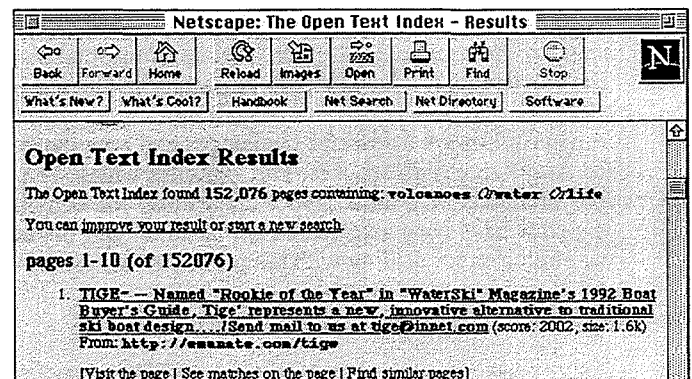 Netscape: The Open Text Index - Results
Back Forward Home Reload Images Open Print Find Stop
What's New? What's Cool? Handbook Net Search Net Directory Software
Open Text Index Results
The Open Text Index found 152,076 pages containing: volcanoes Or water Or life
You can improve your result or start a new search.
pages 1-10 (of 152076)
1. TIGE- -- Named "Rookie of the Year" in "WaterSki" Magazine's 1992 Boat
Buyer's Guide, Tige' represents a new, innovative alternative to traditional
ski boat design..../Send mail to us at tige@innet.com (score: 2002, size: 1.6k)
From: http://emanate.com/tige
[Visit the page | See matches on the page | Find similar pages]